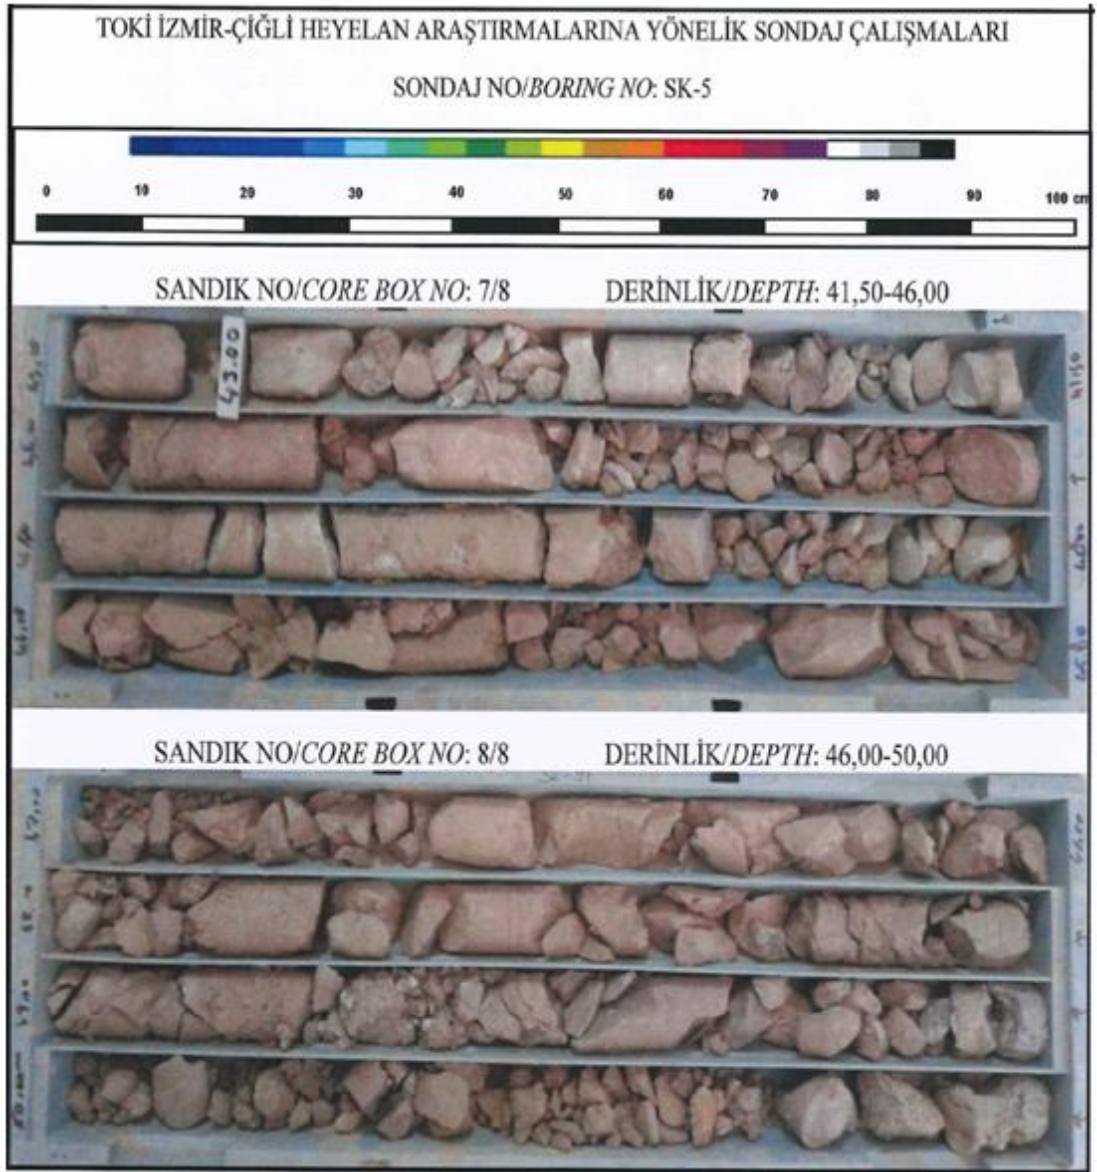 TOKİ İZMİR-ÇİĞLİ HEYELAN ARAŞTIRMALARINA YÖNELİK SONDAJ ÇALIŞMALARI
SONDAJ NO/BORING NO: SK-5
0 10 20 30 40 50 60 70 80 90 100 cm
SANDIK NO/CORE BOX NO: 7/8 DERİNLİK/DEPTH: 41,50-46,00
43.00
41,50
SANDIK NO/CORE BOX NO: 8/8 DERİNLİK/DEPTH: 46,00-50,00